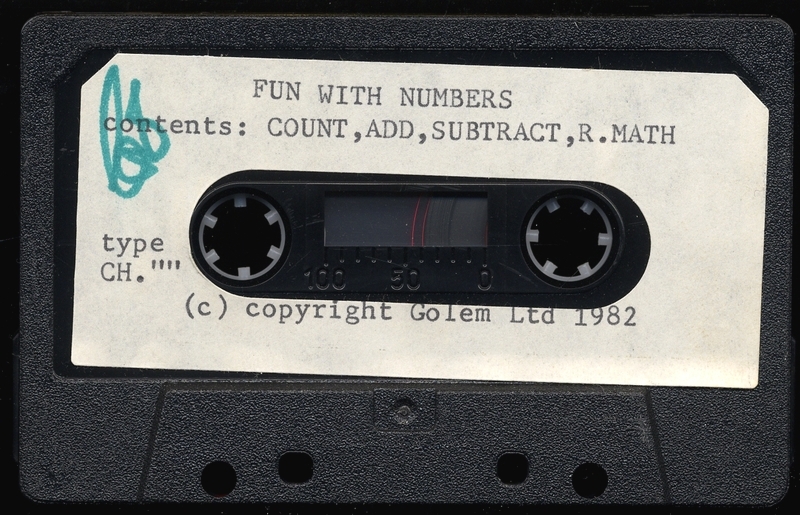 FUN WITH NUMBERS
contents: COUNT,ADD,SUBTRACT,R.MATH
type
CH.""
100 50 0
(c) copyright Golem Ltd 1982